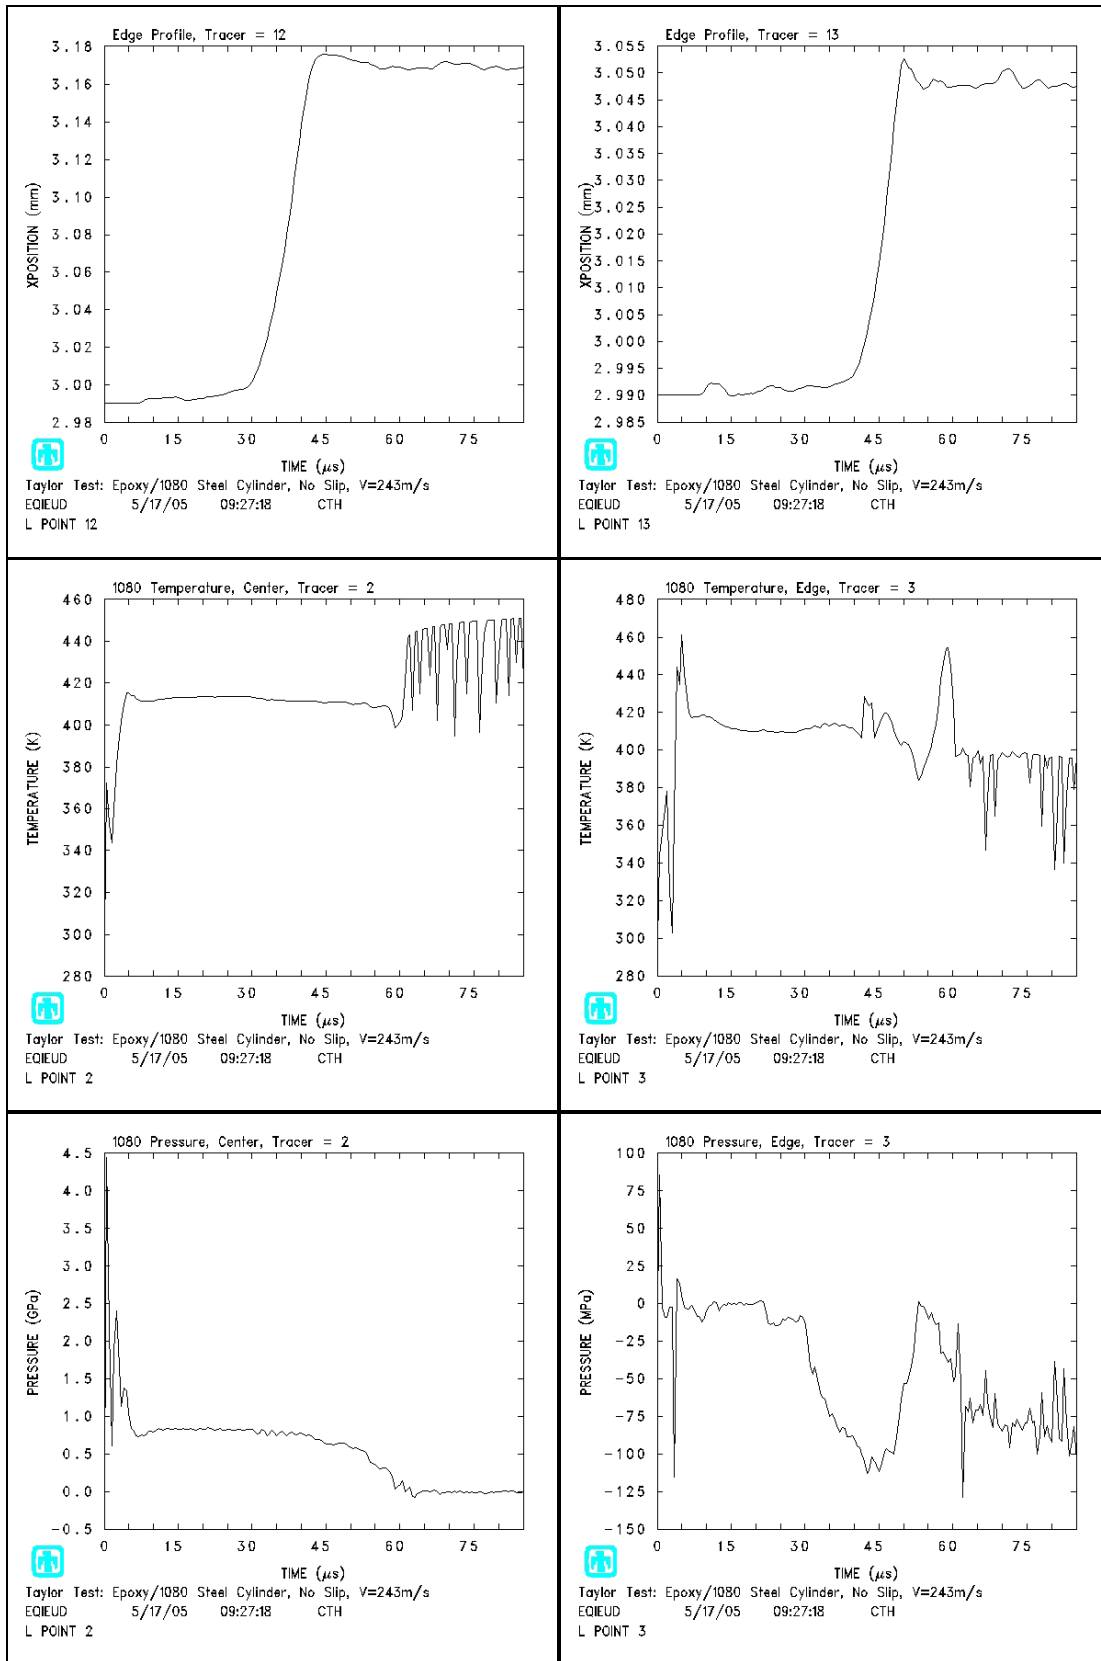 Edge Profile, Tracer = 12
3.18
3.16
3.14
3.12
3.10
3.08
3.06
3.04
3.02
3.00
2.98
XPOSITION (mm)
0 15 30 45 60 75
TIME (μs)
Taylor Test: Epoxy/1080 Steel Cylinder, No Slip, V=243m/s
EQIEUD 5/17/05 09:27:18 CTH
L POINT 12
Edge Profile, Tracer = 13
3.055
3.050
3.045
3.040
3.035
3.030
3.025
3.020
3.015
3.010
3.005
3.000
2.995
2.990
2.985
XPOSITION (mm)
0 15 30 45 60 75
TIME (μs)
Taylor Test: Epoxy/1080 Steel Cylinder, No Slip, V=243m/s
EQIEUD 5/17/05 09:27:18 CTH
L POINT 13
1080 Temperature, Center, Tracer = 2
460
440
420
400
380
360
340
320
300
280
TEMPERATURE (K)
0 15 30 45 60 75
TIME (μs)
Taylor Test: Epoxy/1080 Steel Cylinder, No Slip, V=243m/s
EQIEUD 5/17/05 09:27:18 CTH
L POINT 2
1080 Temperature, Edge, Tracer = 3
480
460
440
420
400
380
360
340
320
300
280
TEMPERATURE (K)
0 15 30 45 60 75
TIME (μs)
Taylor Test: Epoxy/1080 Steel Cylinder, No Slip, V=243m/s
EQIEUD 5/17/05 09:27:18 CTH
L POINT 3
1080 Pressure, Center, Tracer = 2
4.5
4.0
3.5
3.0
2.5
2.0
1.5
1.0
0.5
0.0
-0.5
PRESSURE (GPa)
0 15 30 45 60 75
TIME (μs)
Taylor Test: Epoxy/1080 Steel Cylinder, No Slip, V=243m/s
EQIEUD 5/17/05 09:27:18 CTH
L POINT 2
1080 Pressure, Edge, Tracer = 3
100
75
50
25
0
-25
-50
-75
-100
-125
-150
PRESSURE (MPa)
0 15 30 45 60 75
TIME (μs)
Taylor Test: Epoxy/1080 Steel Cylinder, No Slip, V=243m/s
EQIEUD 5/17/05 09:27:18 CTH
L POINT 3